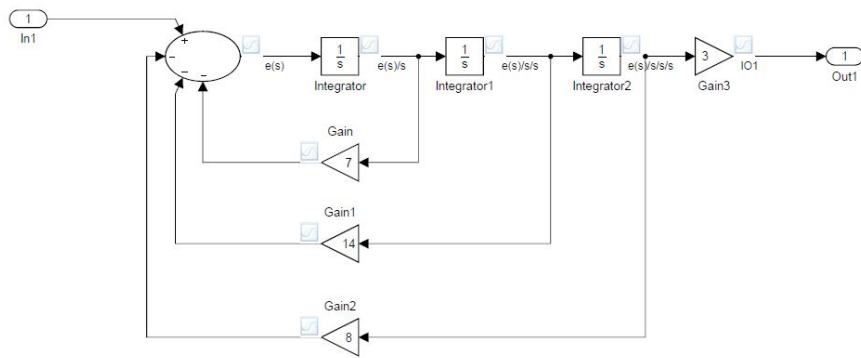 1
In1
+
−
−
−
e(s)
1
s
Integrator
e(s)/s
1
s
Integrator1
e(s)/s/s
1
s
Integrator2
e(s)/s/s/s
3
Gain3
IO1
1
Out1
Gain
7
Gain1
14
Gain2
8